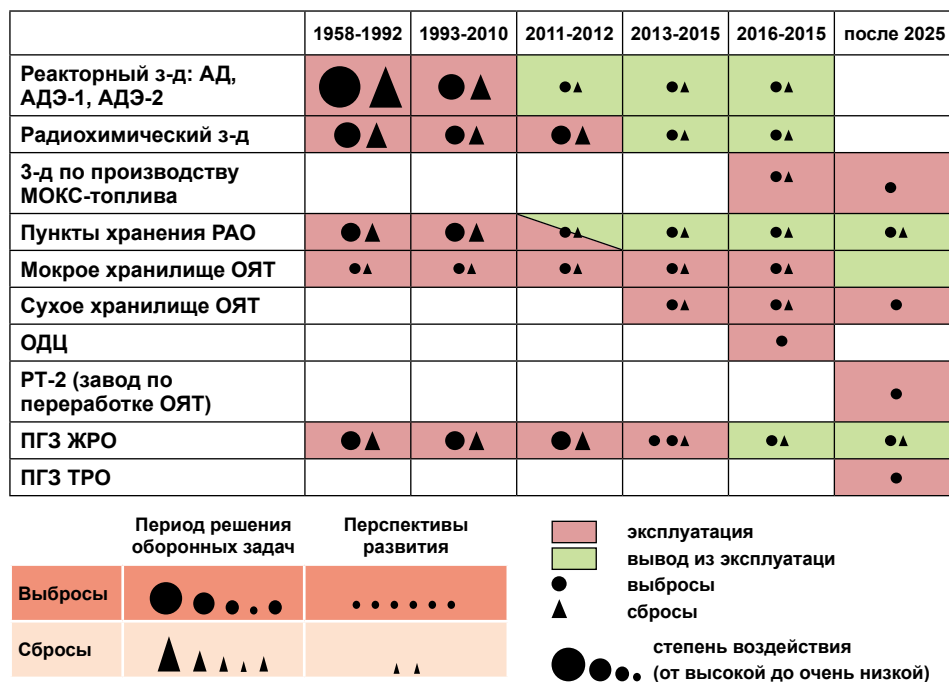 1958-1992 1993-2010 2011-2012 2013-2015 2016-2015 после 2025
Реакторный з-д: АД,
АДЭ-1, АДЭ-2
Радиохимический з-д
З-д по производству
МОКС-топлива
Пункты хранения РАО
Мокрое хранилище ОЯТ
Сухое хранилище ОЯТ
ОДЦ
РТ-2 (завод по
переработке ОЯТ)
ПГЗ ЖРО
ПГЗ ТРО
Период решения
оборонных задач
Перспективы
развития
Выбросы
Сбросы
эксплуатация
вывод из эксплуатаци
выбросы
сбросы
степень воздействия
(от высокой до очень низкой)